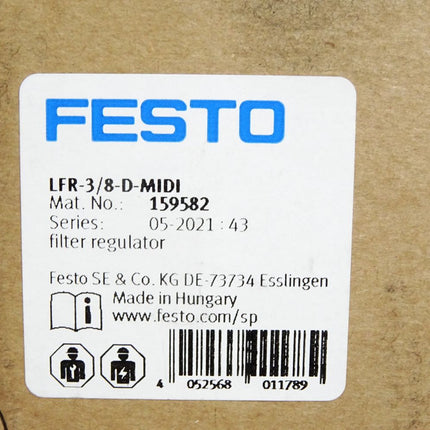 FESTO
LFR-3/8-D-MIDI
Mat. No.: 159582
Series: 05-2021 : 43
filter regulator
Festo SE & Co. KG DE-73734 Esslingen
Made in Hungary
www.festo.com/sp
4 052568 011789